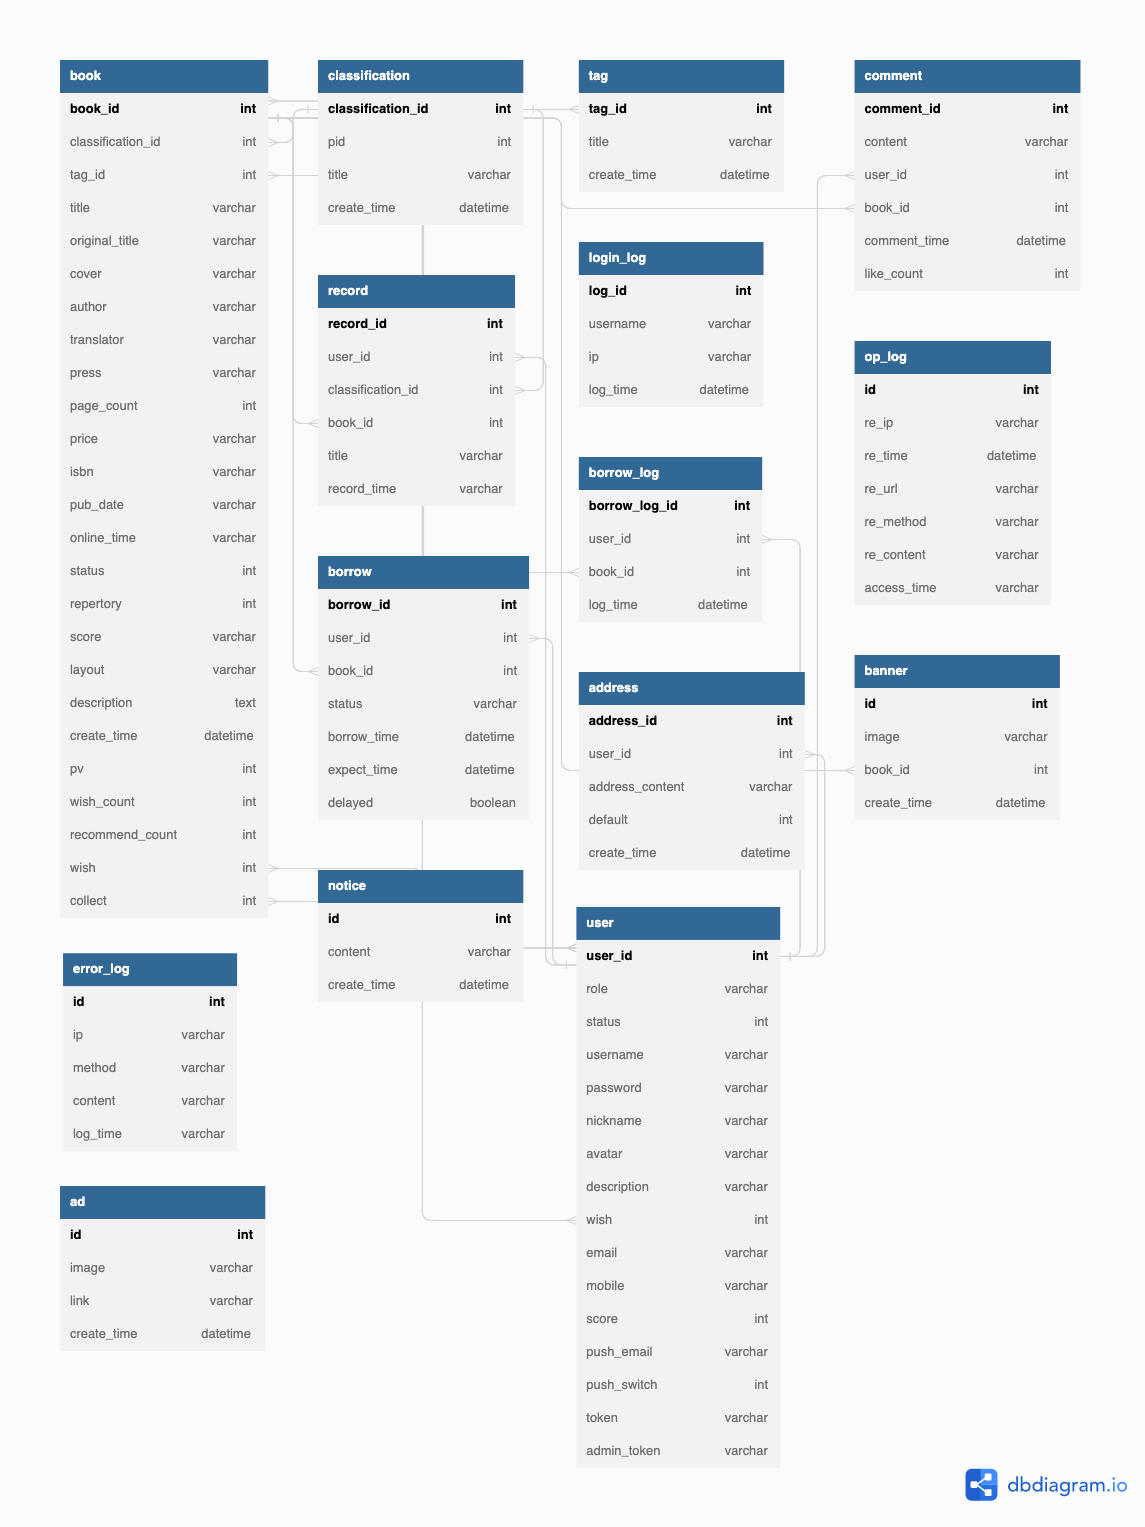 book
book_id int
classification_id int
tag_id int
title varchar
original_title varchar
cover varchar
author varchar
translator varchar
press varchar
page_count int
price varchar
isbn varchar
pub_date varchar
online_time varchar
status int
repertory int
score varchar
layout varchar
description text
create_time datetime
pv int
wish_count int
recommend_count int
wish int
collect int
error_log
id int
ip varchar
method varchar
content varchar
log_time varchar
ad
id int
image varchar
link varchar
create_time datetime
classification
classification_id int
pid int
title varchar
create_time datetime
record
record_id int
user_id int
classification_id int
book_id int
title varchar
record_time varchar
borrow
borrow_id int
user_id int
book_id int
status varchar
borrow_time datetime
expect_time datetime
delayed boolean
notice
id int
content varchar
create_time datetime
tag
tag_id int
title varchar
create_time datetime
login_log
log_id int
username varchar
ip varchar
log_time datetime
borrow_log
borrow_log_id int
user_id int
book_id int
log_time datetime
address
address_id int
user_id int
address_content varchar
default int
create_time datetime
user
user_id int
role varchar
status int
username varchar
password varchar
nickname varchar
avatar varchar
description varchar
wish int
email varchar
mobile varchar
score int
push_email varchar
push_switch int
token varchar
admin_token varchar
comment
comment_id int
content varchar
user_id int
book_id int
comment_time datetime
like_count int
op_log
id int
re_ip varchar
re_time datetime
re_url varchar
re_method varchar
re_content varchar
access_time varchar
banner
id int
image varchar
book_id int
create_time datetime
dbdiagram.io